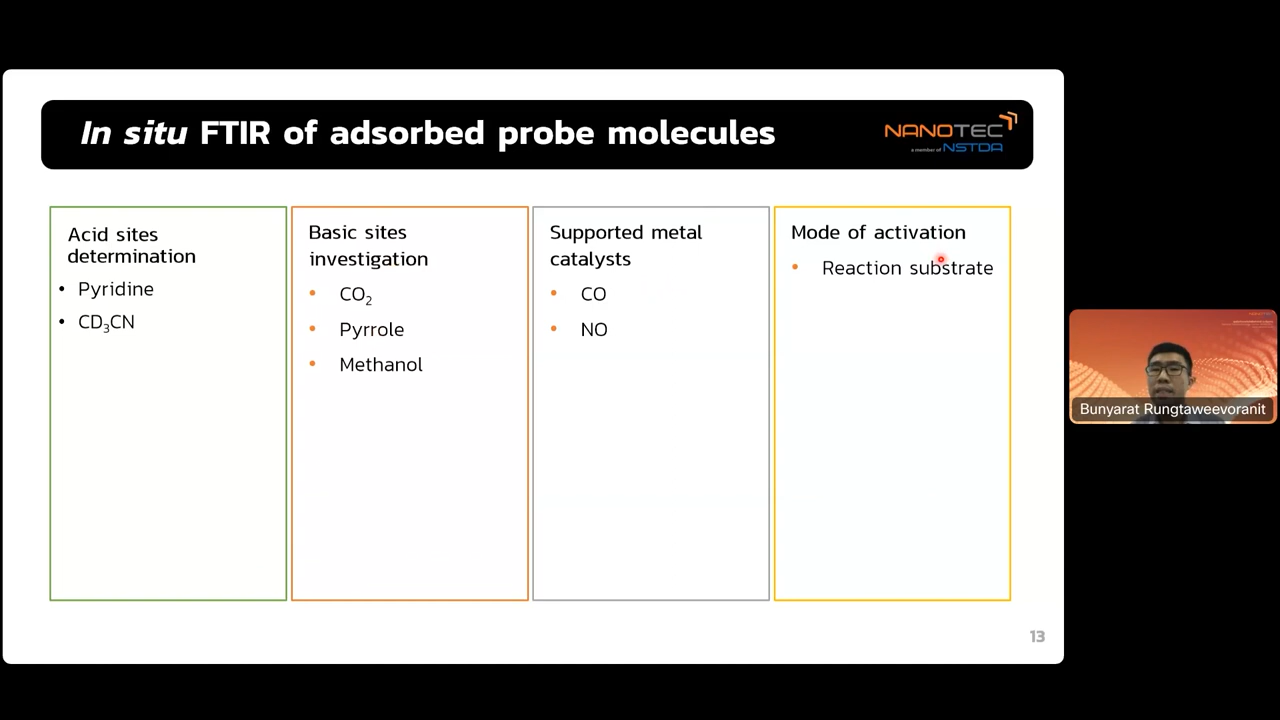 In situ FTIR of adsorbed probe molecules
NANOTEC
a member of NSTDA
Acid sites
determination
• Pyridine
• CD₃CN
Basic sites
investigation
• CO₂
• Pyrrole
• Methanol
Supported metal
catalysts
• CO
• NO
Mode of activation
• Reaction substrate
13
Bunyarat Rungtaweevoranit